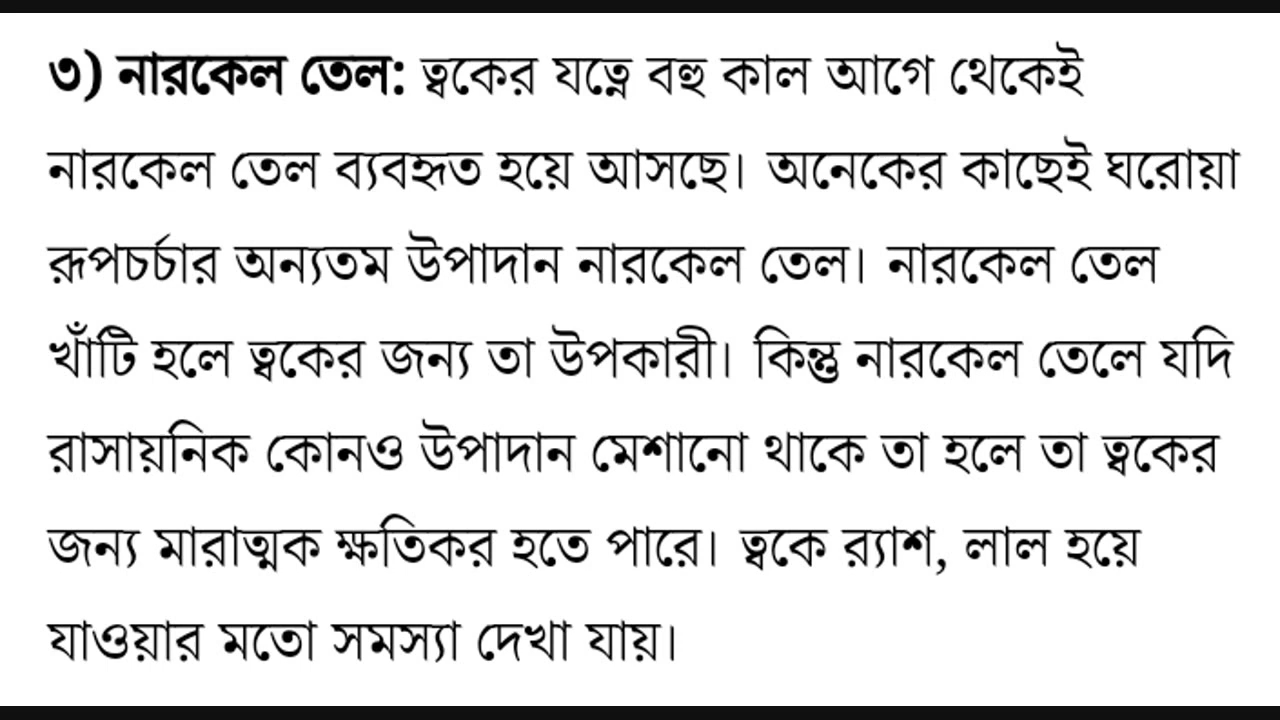 ৩) নারকেল তেল: ত্বকের যত্নে বহু কাল আগে থেকেই
নারকেল তেল ব্যবহৃত হয়ে আসছে। অনেকের কাছেই ঘরোয়া
রূপচর্চার অন্যতম উপাদান নারকেল তেল। নারকেল তেল
খাঁটি হলে ত্বকের জন্য তা উপকারী। কিন্তু নারকেল তেলে যদি
রাসায়নিক কোনও উপাদান মেশানো থাকে তা হলে তা ত্বকের
জন্য মারাত্মক ক্ষতিকর হতে পারে। ত্বকে র‍্যাশ, লাল হয়ে
যাওয়ার মতো সমস্যা দেখা যায়।